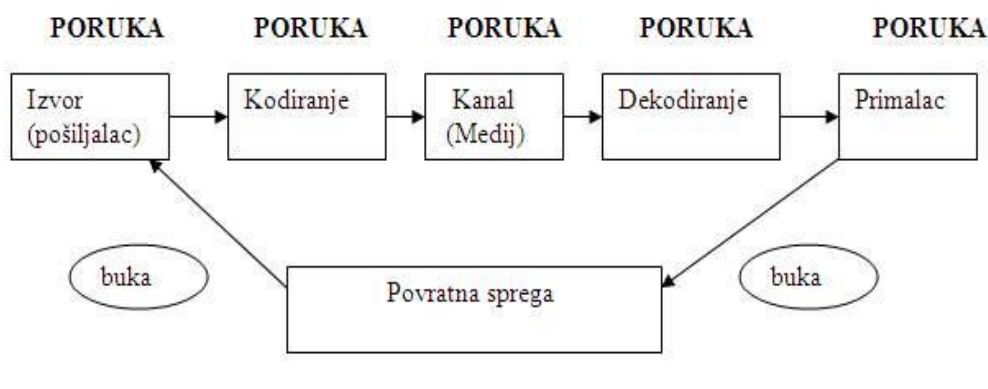 PORUKA PORUKA PORUKA PORUKA PORUKA
Izvor
(pošiljalac)
Kodiranje
Kanal
(Medij)
Dekodiranje
Primalac
buka
Povratna sprega
buka